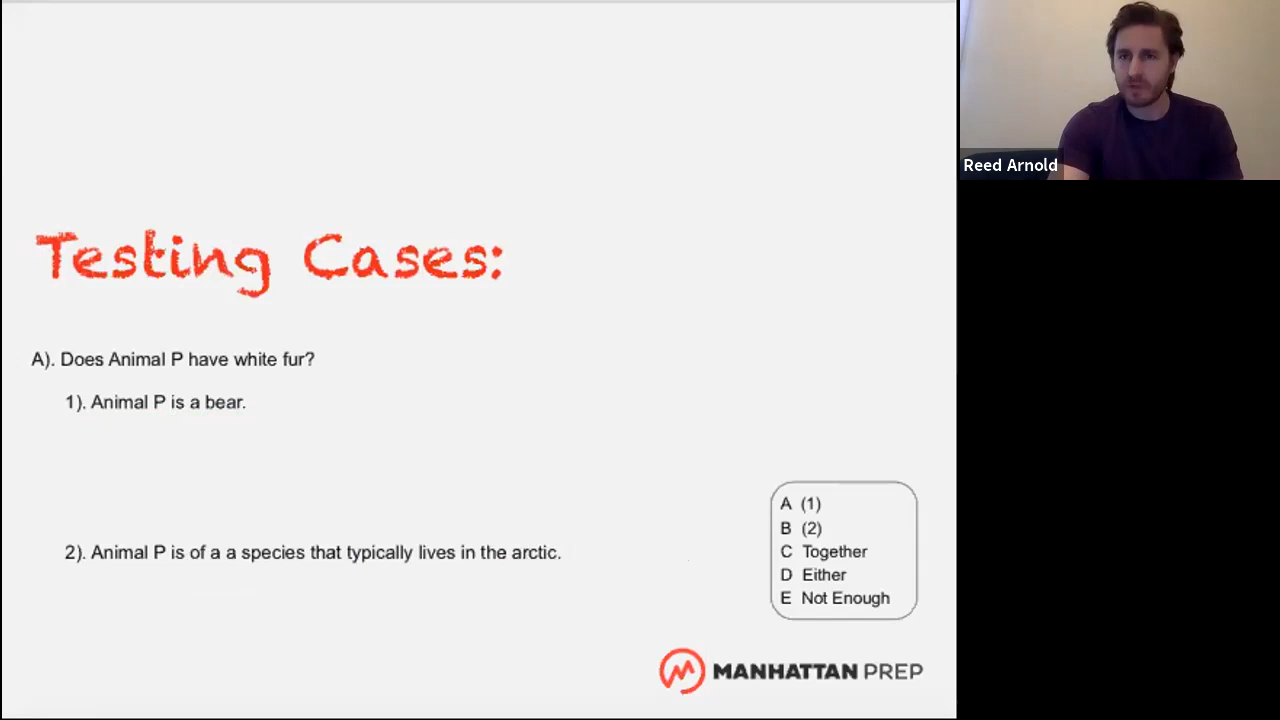 Reed Arnold
Testing Cases:
A). Does Animal P have white fur?
1). Animal P is a bear.
A (1)
B (2)
C Together
D Either
E Not Enough
2). Animal P is of a a species that typically lives in the arctic.
MANHATTAN PREP